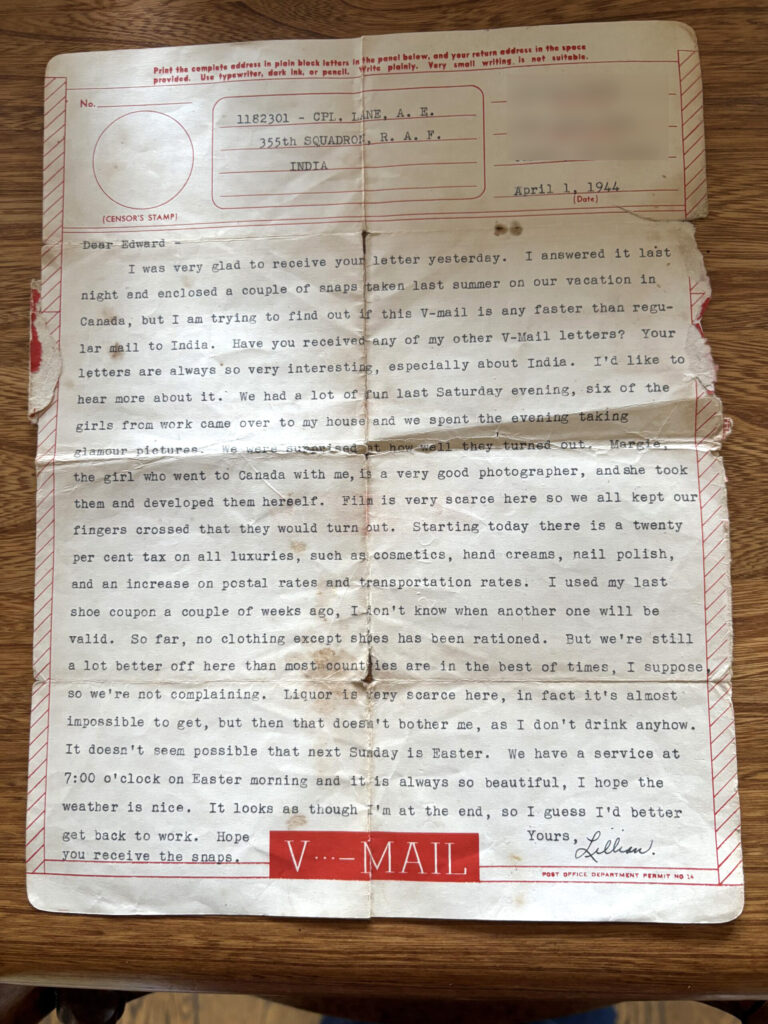 Print the complete address in plain block letters in the panel below, and your return address in the space
provided. Use typewriter, dark ink, or pencil. Write plainly. Very small writing is not suitable.
No.
1182301 - CPL. LANE, A. E.
355th SQUADRON, R. A. F.
INDIA
(CENSOR'S STAMP)
April 1, 1944
(Date)
Dear Edward -
I was very glad to receive your letter yesterday. I answered it last
night and enclosed a couple of snaps taken last summer on our vacation in
Canada, but I am trying to find out if this V-mail is any faster than regu-
lar mail to India. Have you received any of my other V-Mail letters? Your
letters are always so very interesting, especially about India. I'd like to
hear more about it. We had a lot of fun last Saturday evening, six of the
girls from work came over to my house and we spent the evening taking
glamour pictures. We were surprised at how well they turned out. Margie,
the girl who went to Canada with me, is a very good photographer, and she took
them and developed them herself. Film is very scarce here so we all kept our
fingers crossed that they would turn out. Starting today there is a twenty
per cent tax on all luxuries, such as cosmetics, hand creams, nail polish,
and an increase on postal rates and transportation rates. I used my last
shoe coupon a couple of weeks ago, I don't know when another one will be
valid. So far, no clothing except shoes has been rationed. But we're still
a lot better off here than most countries are in the best of times, I suppose,
so we're not complaining. Liquor is very scarce here, in fact it's almost
impossible to get, but then that doesn't bother me, as I don't drink anyhow.
It doesn't seem possible that next Sunday is Easter. We have a service at
7:00 o'clock on Easter morning and it is always so beautiful, I hope the
weather is nice. It looks as though I'm at the end, so I guess I'd better
get back to work. Hope
you receive the snaps.
Yours,
Lillian.
V···—MAIL
POST OFFICE DEPARTMENT PERMIT NO 14